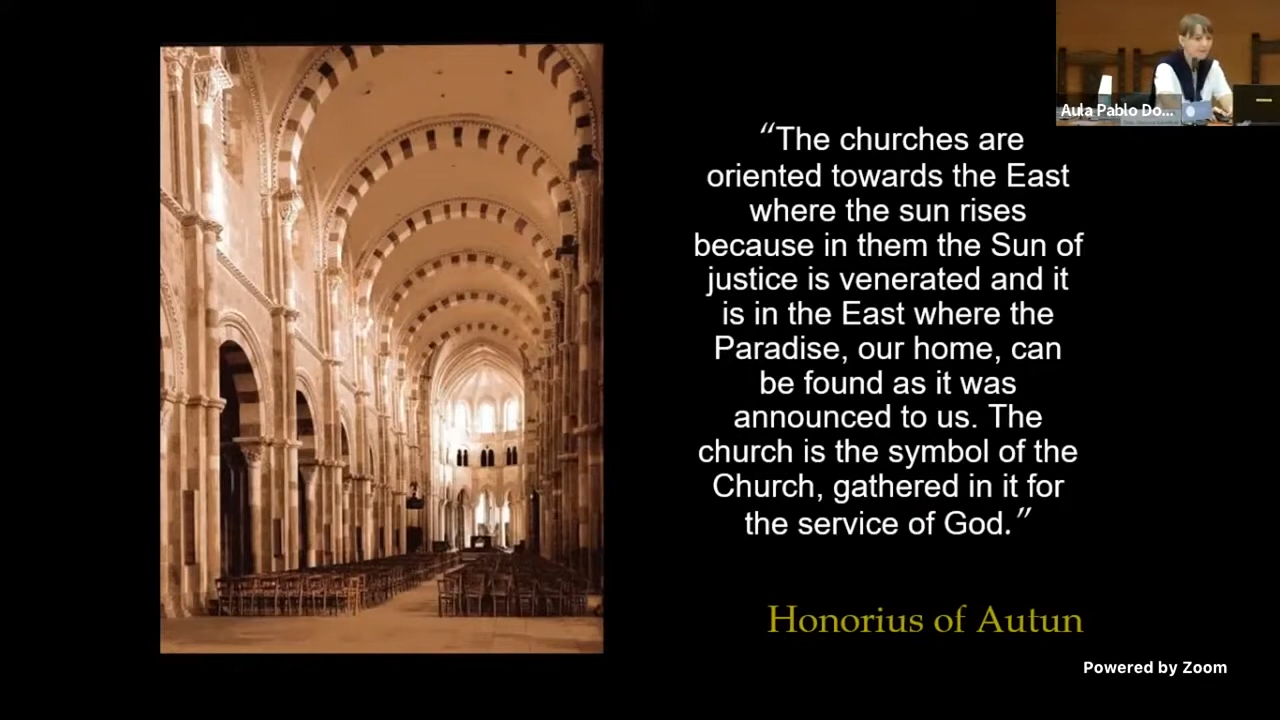 Aula Pablo Do...
“The churches are
oriented towards the East
where the sun rises
because in them the Sun of
justice is venerated and it
is in the East where the
Paradise, our home, can
be found as it was
announced to us. The
church is the symbol of the
Church, gathered in it for
the service of God.”
Honorius of Autun
Powered by Zoom